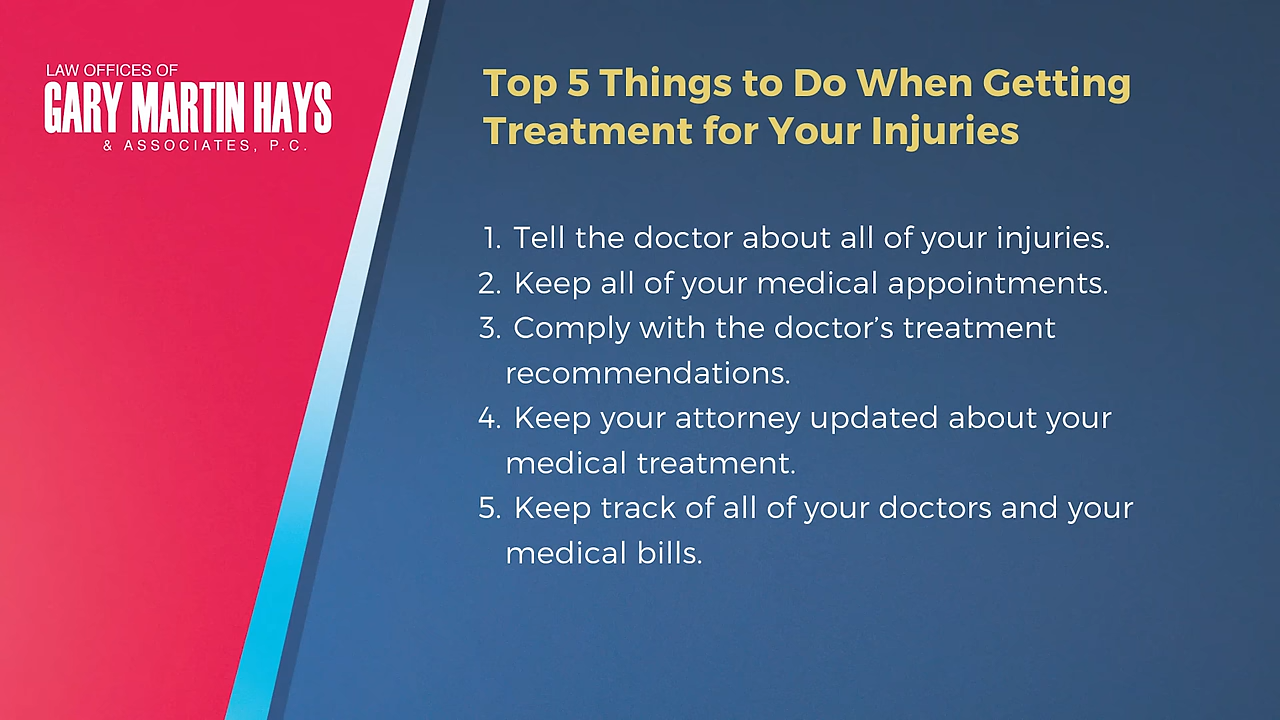 LAW OFFICES OF
GARY MARTIN HAYS
& ASSOCIATES, P.C.
Top 5 Things to Do When Getting
Treatment for Your Injuries
1. Tell the doctor about all of your injuries.
2. Keep all of your medical appointments.
3. Comply with the doctor’s treatment
recommendations.
4. Keep your attorney updated about your
medical treatment.
5. Keep track of all of your doctors and your
medical bills.